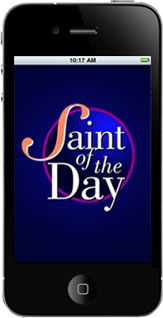 10:17 AM
Saint
of the
Day